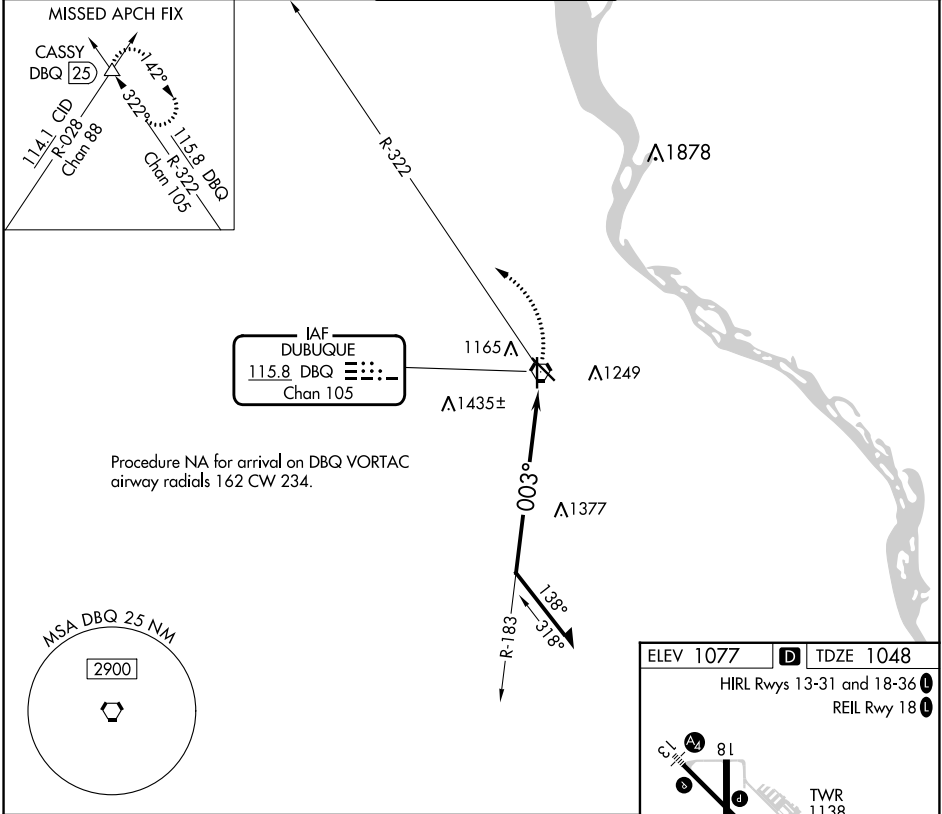 MISSED APCH FIX
CASSY
DBQ 25
142°
322°
114.1 CID
R-028
Chan 88
115.8 DBQ
R-322
Chan 105
R-322
1878
IAF
DUBUQUE
115.8 DBQ
Chan 105
1165
1249
1435±
Procedure NA for arrival on DBQ VORTAC
airway radials 162 CW 234.
003°
1377
138°
318°
R-183
MSA DBQ 25 NM
2900
ELEV 1077 D TDZE 1048
HIRL Rwys 13-31 and 18-36 L
REIL Rwy 18 L
13
A4
18
P
TWR
1138